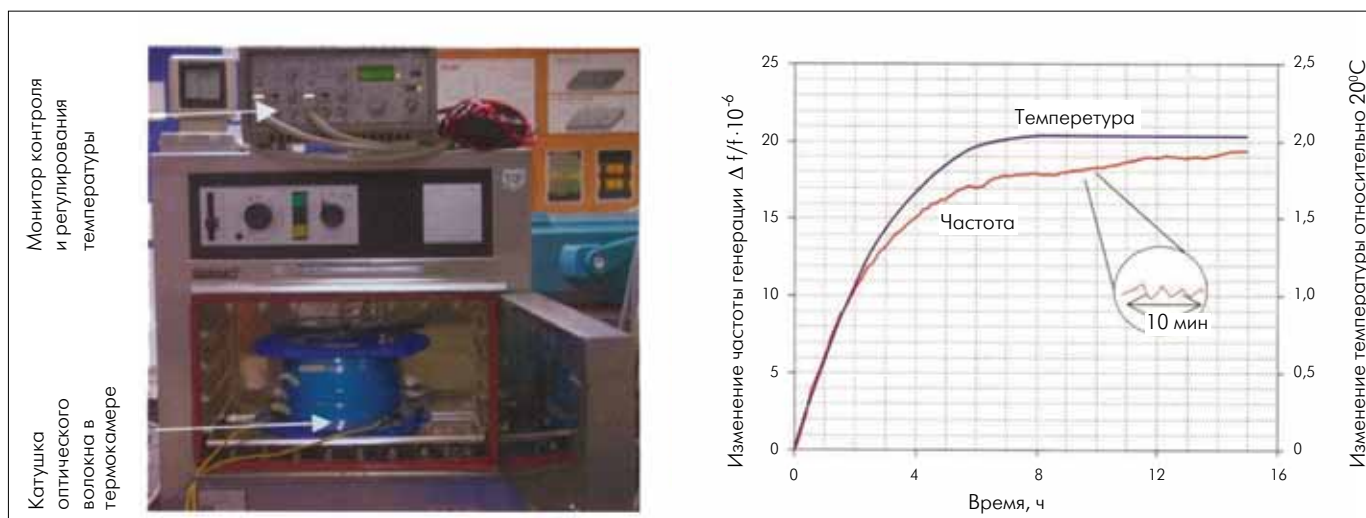 Монитор контроля
и регулирования
температуры
Катушка
оптического
волокна в
термокамере
Изменение частоты генерации Δ f/f·10⁻⁶
25
20
15
10
5
0
Температура
Частота
10 мин
0 4 8 12 16
Время, ч
2,5
2,0
1,5
1,0
0,5
0
Изменение температуры относительно 20⁰С